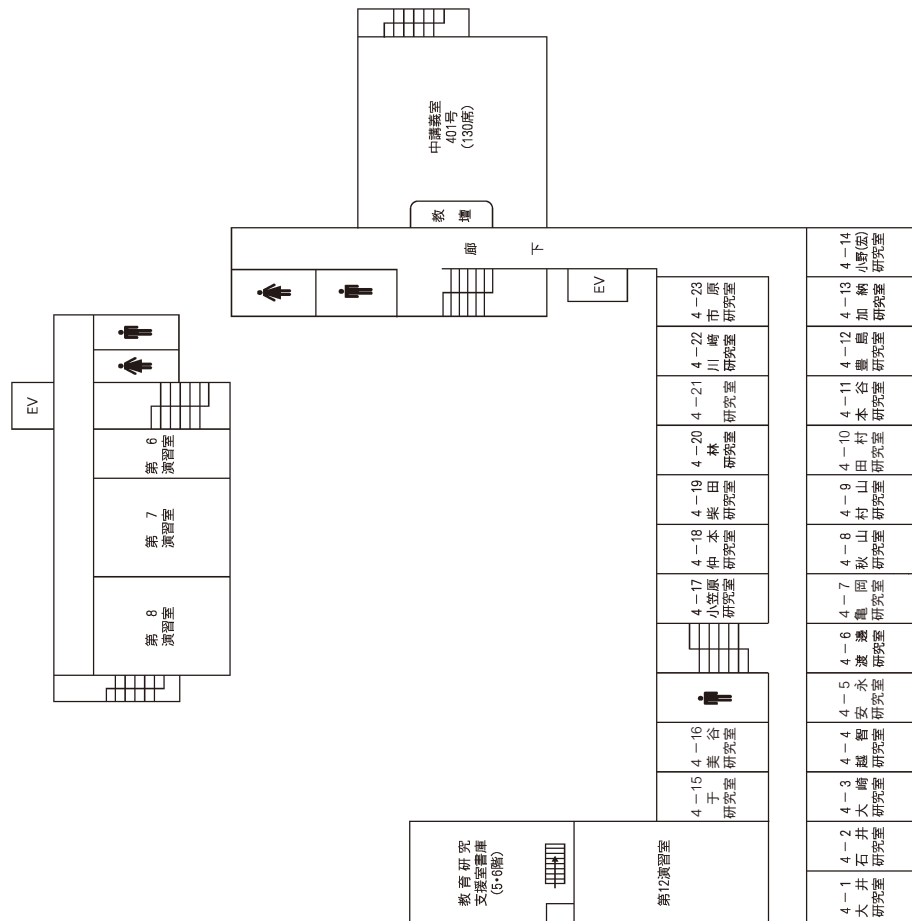 中講義室
401号
(130席)
教壇
廊下
EV
4-14
小野(宏)
研究室
4-23
市原
研究室
4-13
加納
研究室
4-22
川﨑
研究室
4-12
豊島
研究室
4-21
研究室
4-11
本谷
研究室
4-20
林
研究室
4-10
田村
研究室
4-19
柴田
研究室
4-9
村山
研究室
4-18
仲本
研究室
4-8
秋山
研究室
4-17
小笠原
研究室
4-7
亀岡
研究室
4-6
渡邊
研究室
4-5
安永
研究室
4-16
美谷
研究室
4-4
越智
研究室
4-15
于
研究室
4-3
大崎
研究室
4-2
石井
研究室
4-1
大井
研究室
EV
第6
演習室
第7
演習室
第8
演習室
教育研究
支援室書庫
(5・6階)
第12演習室